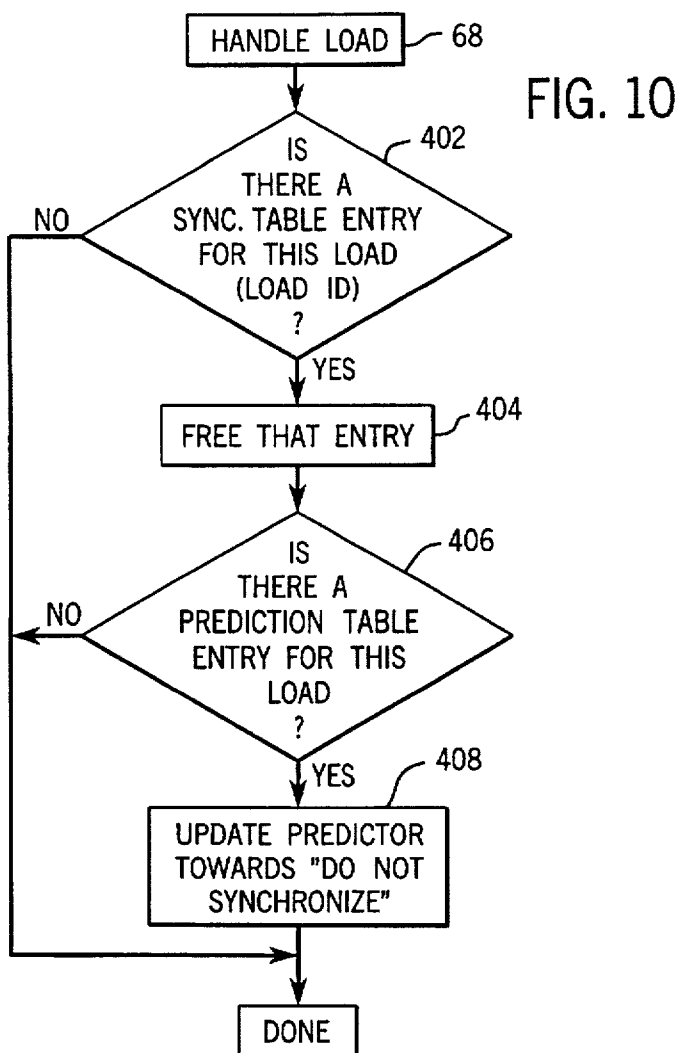 HANDLE LOAD
68
FIG. 10
402
IS
THERE A
SYNC. TABLE ENTRY
FOR THIS LOAD
(LOAD ID)
?
NO
YES
FREE THAT ENTRY
404
406
IS
THERE A
PREDICTION TABLE
ENTRY FOR THIS
LOAD
?
NO
YES
408
UPDATE PREDICTOR
TOWARDS "DO NOT
SYNCHRONIZE"
DONE